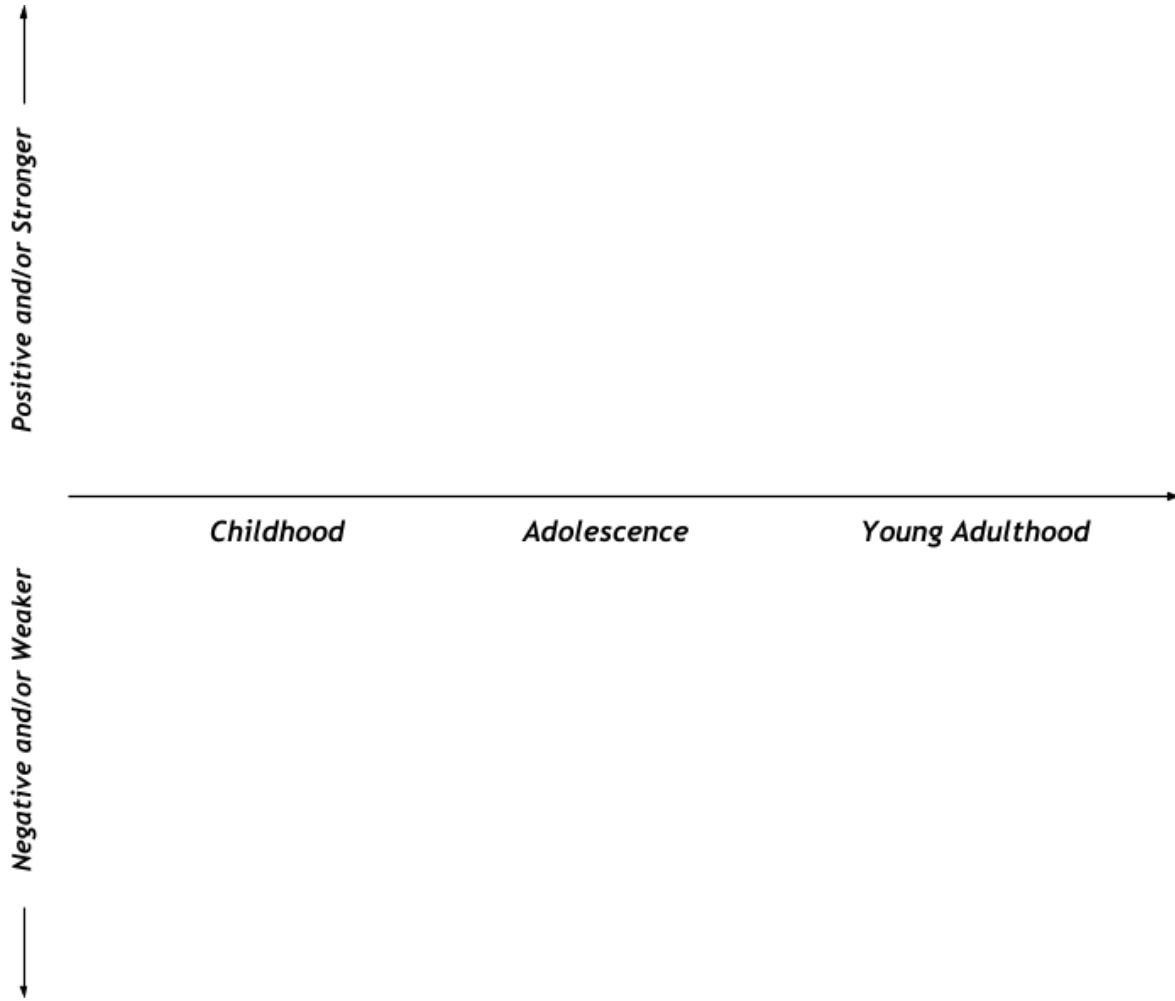 Positive and/or Stronger
Childhood
Adolescence
Young Adulthood
Negative and/or Weaker